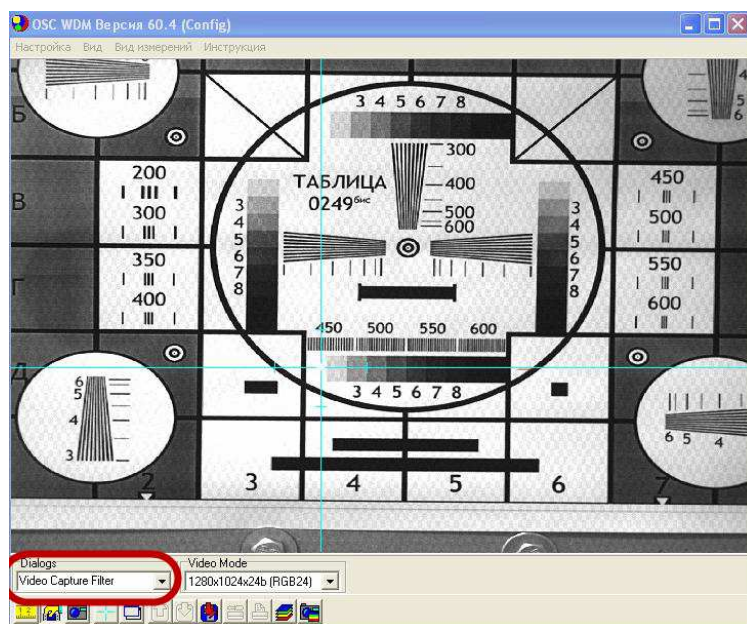 OSC WDM Версия 60.4 (Config)
Настройка Вид Вид измерений Инструкция
3 4 5 6 7 8
300
400
500
600
ТАБЛИЦА
0249бис
200
300
350
400
450
500
550
600
3
4
5
6
7
8
3
4
5
6
7
8
450 500 550 600
3 4 5 6 7 8
Б
В
Г
Д
4
5
6
6
5
4
3
6 5 4
2 3 4 5 6 7
Dialogs
Video Capture Filter
Video Mode
1280x1024x24b (RGB24)